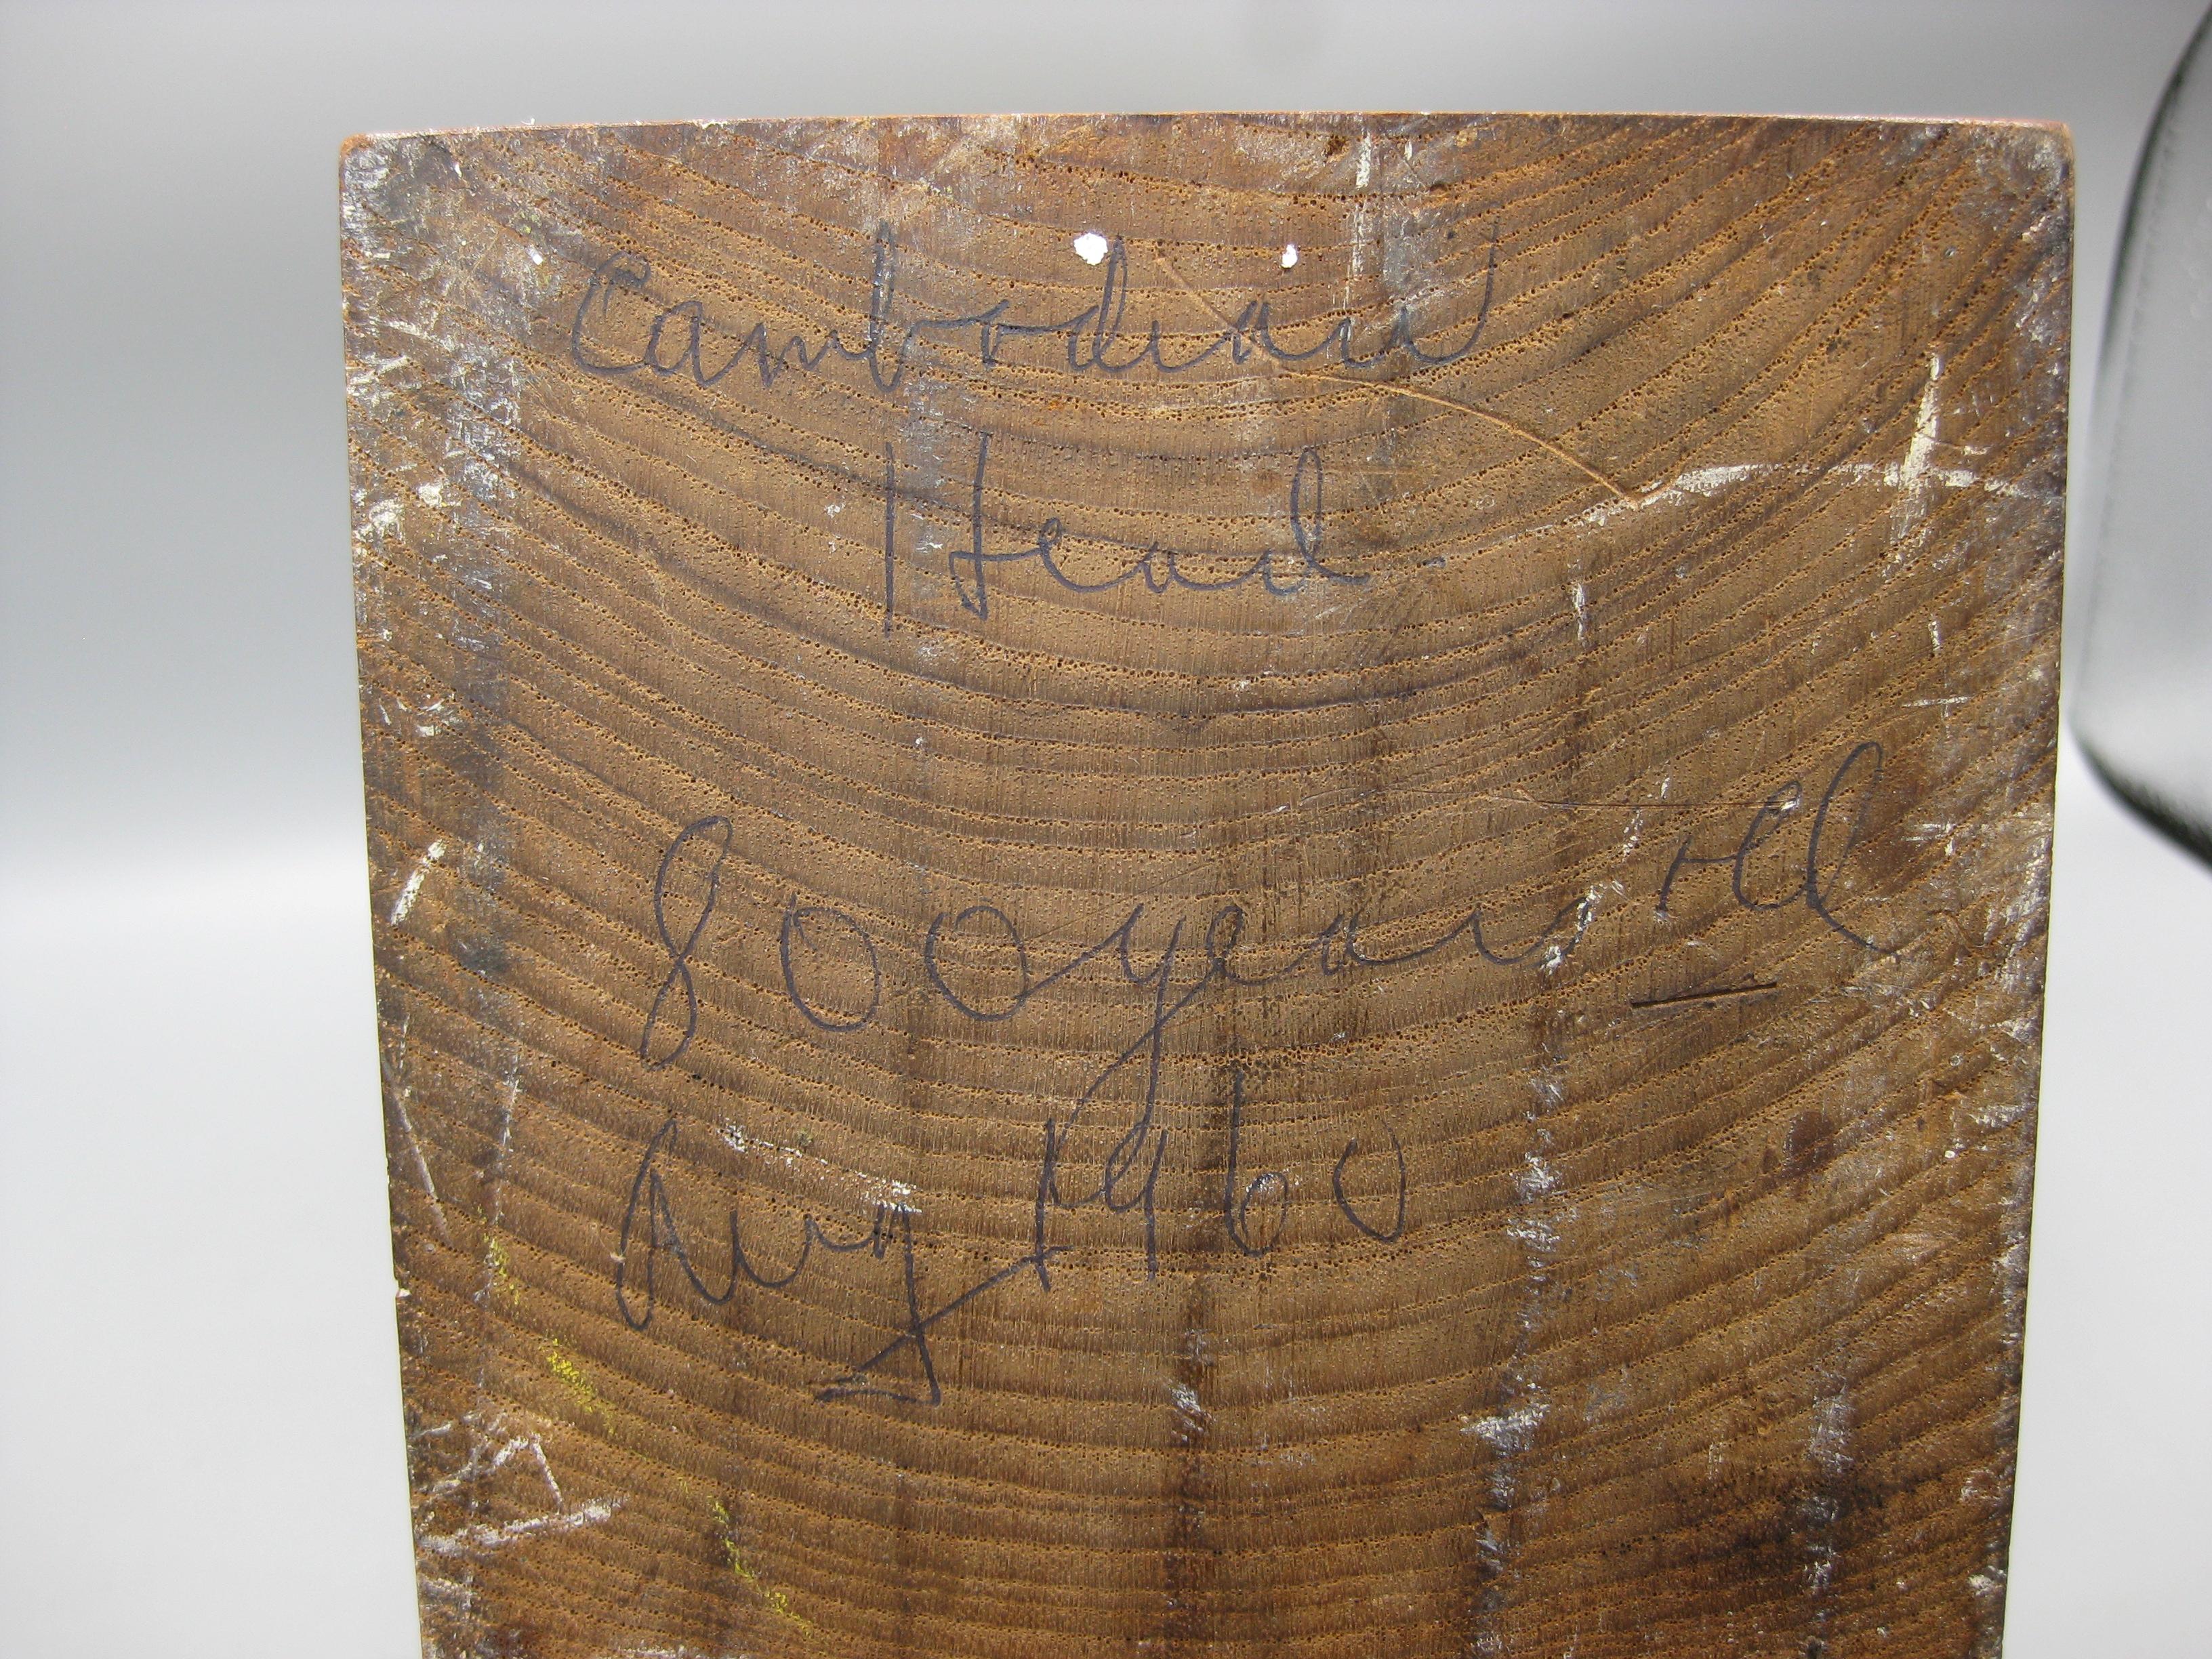 Cambodian
Head
800 years old
Aug 1960